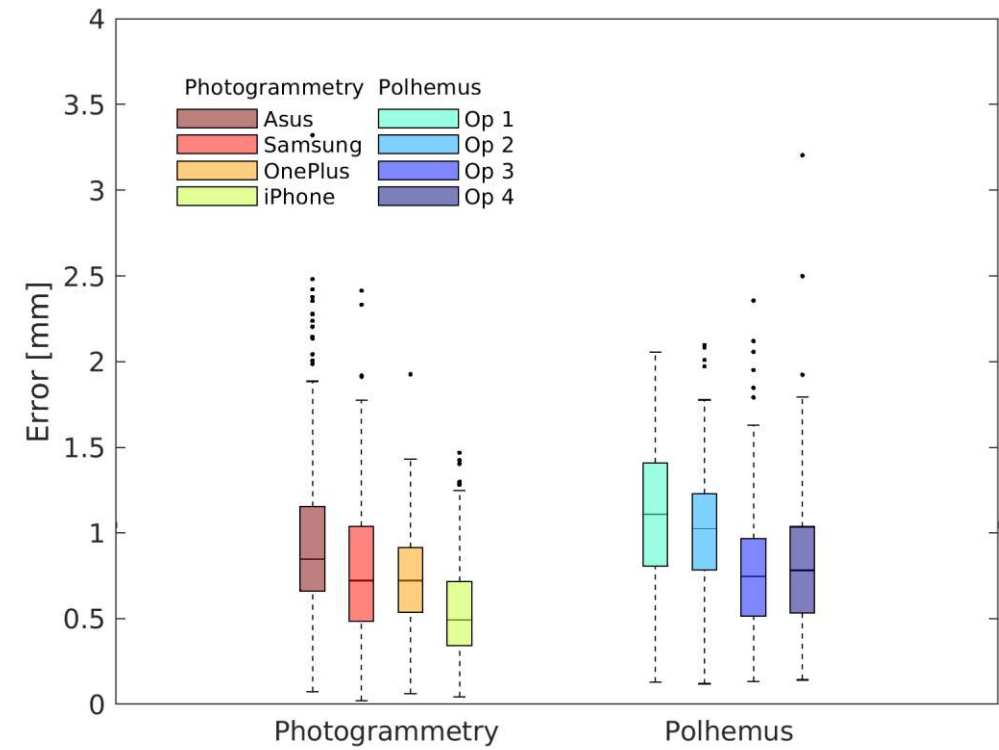 4
3.5
3
2.5
2
1.5
1
0.5
0
Error [mm]
Photogrammetry Polhemus
Asus Op 1
Samsung Op 2
OnePlus Op 3
iPhone Op 4
Photogrammetry Polhemus